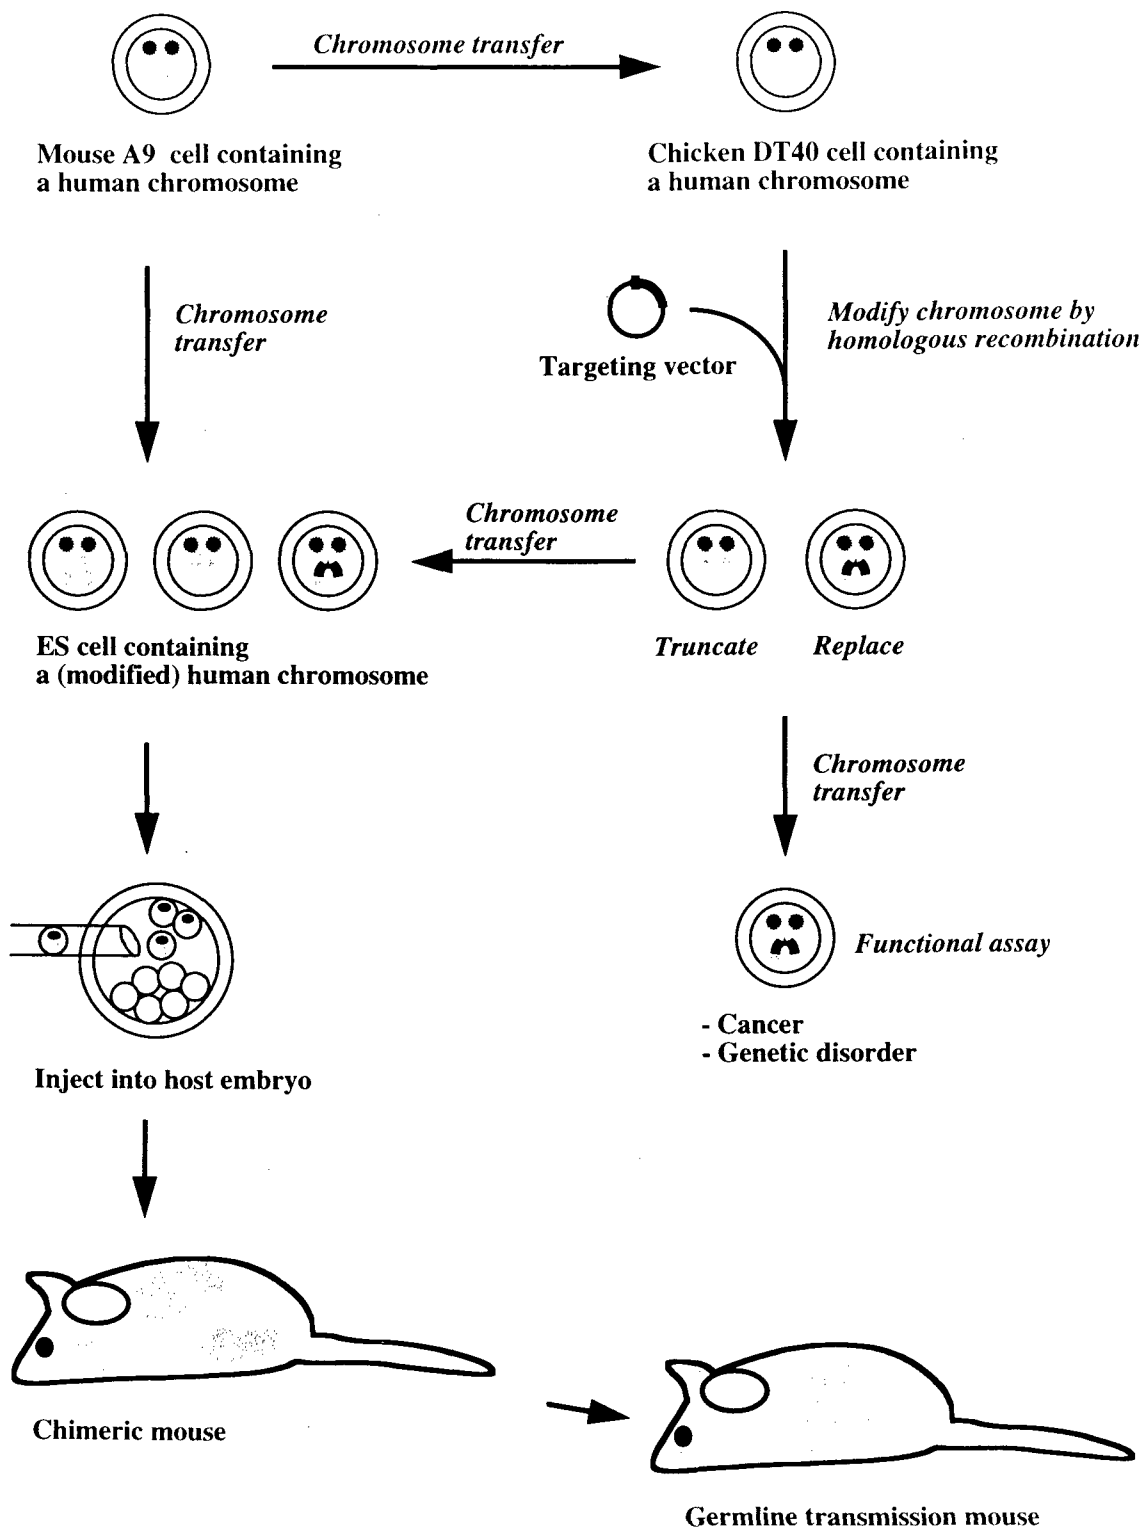 Chromosome transfer
Mouse A9 cell containing
a human chromosome
Chicken DT40 cell containing
a human chromosome
Chromosome
transfer
Targeting vector
Modify chromosome by
homologous recombination
Chromosome
transfer
ES cell containing
a (modified) human chromosome
Truncate
Replace
Chromosome
transfer
Functional assay
- Cancer
- Genetic disorder
Inject into host embryo
Chimeric mouse
Germline transmission mouse